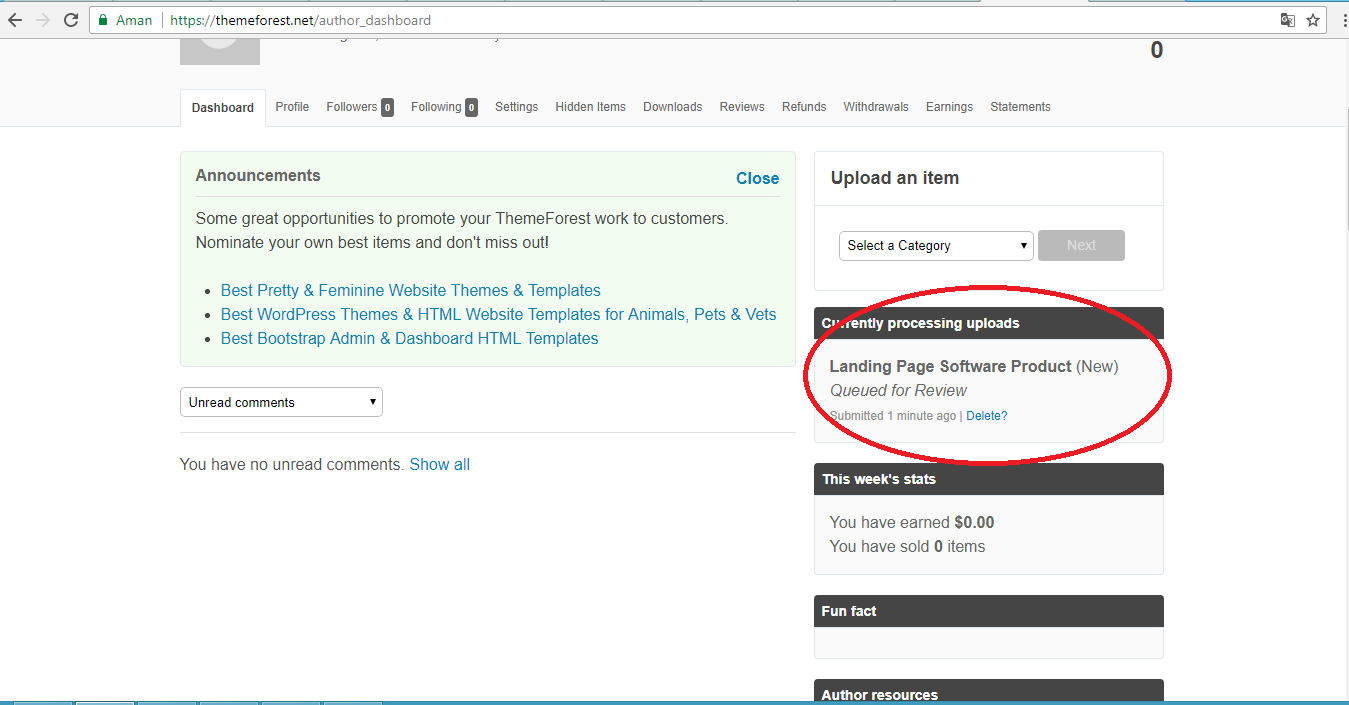 Aman
https://themeforest.net/author_dashboard
0
Dashboard Profile Followers 0 Following 0 Settings Hidden Items Downloads Reviews Refunds Withdrawals Earnings Statements
Announcements
Close
Some great opportunities to promote your ThemeForest work to customers.
Nominate your own best items and don't miss out!
Best Pretty & Feminine Website Themes & Templates
Best WordPress Themes & HTML Website Templates for Animals, Pets & Vets
Best Bootstrap Admin & Dashboard HTML Templates
Unread comments
You have no unread comments. Show all
Upload an item
Select a Category
Next
Currently processing uploads
Landing Page Software Product (New)
Queued for Review
Submitted 1 minute ago | Delete?
This week's stats
You have earned $0.00
You have sold 0 items
Fun fact
Author resources